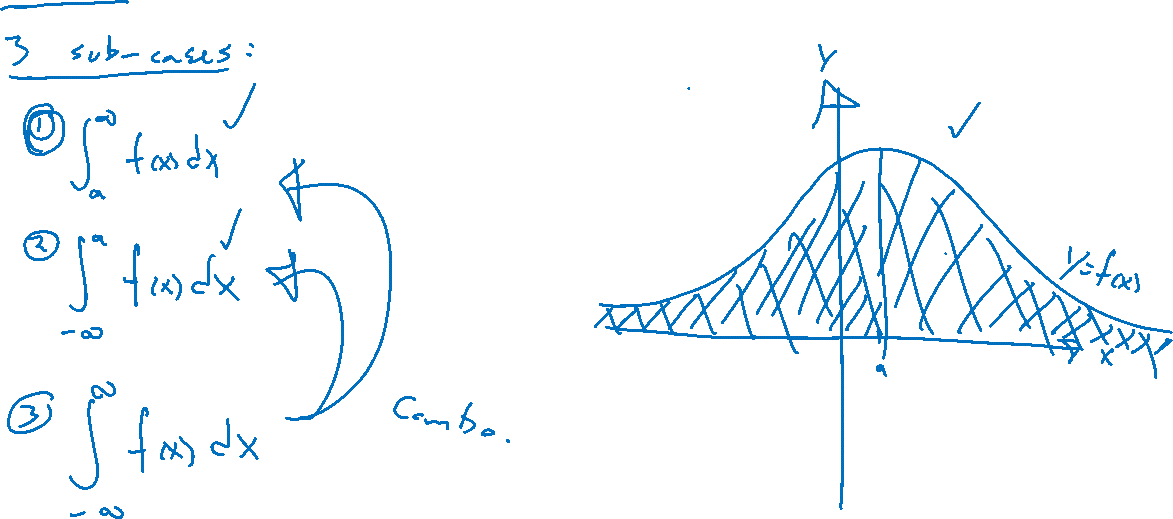 3 sub-cases:
① ∫_a^∞ f(x) dx ✓
② ∫_{-∞}^a f(x) dx ✓
③ ∫_{-∞}^∞ f(x) dx
Combo.
Y
✓
y=f(x)
a
x